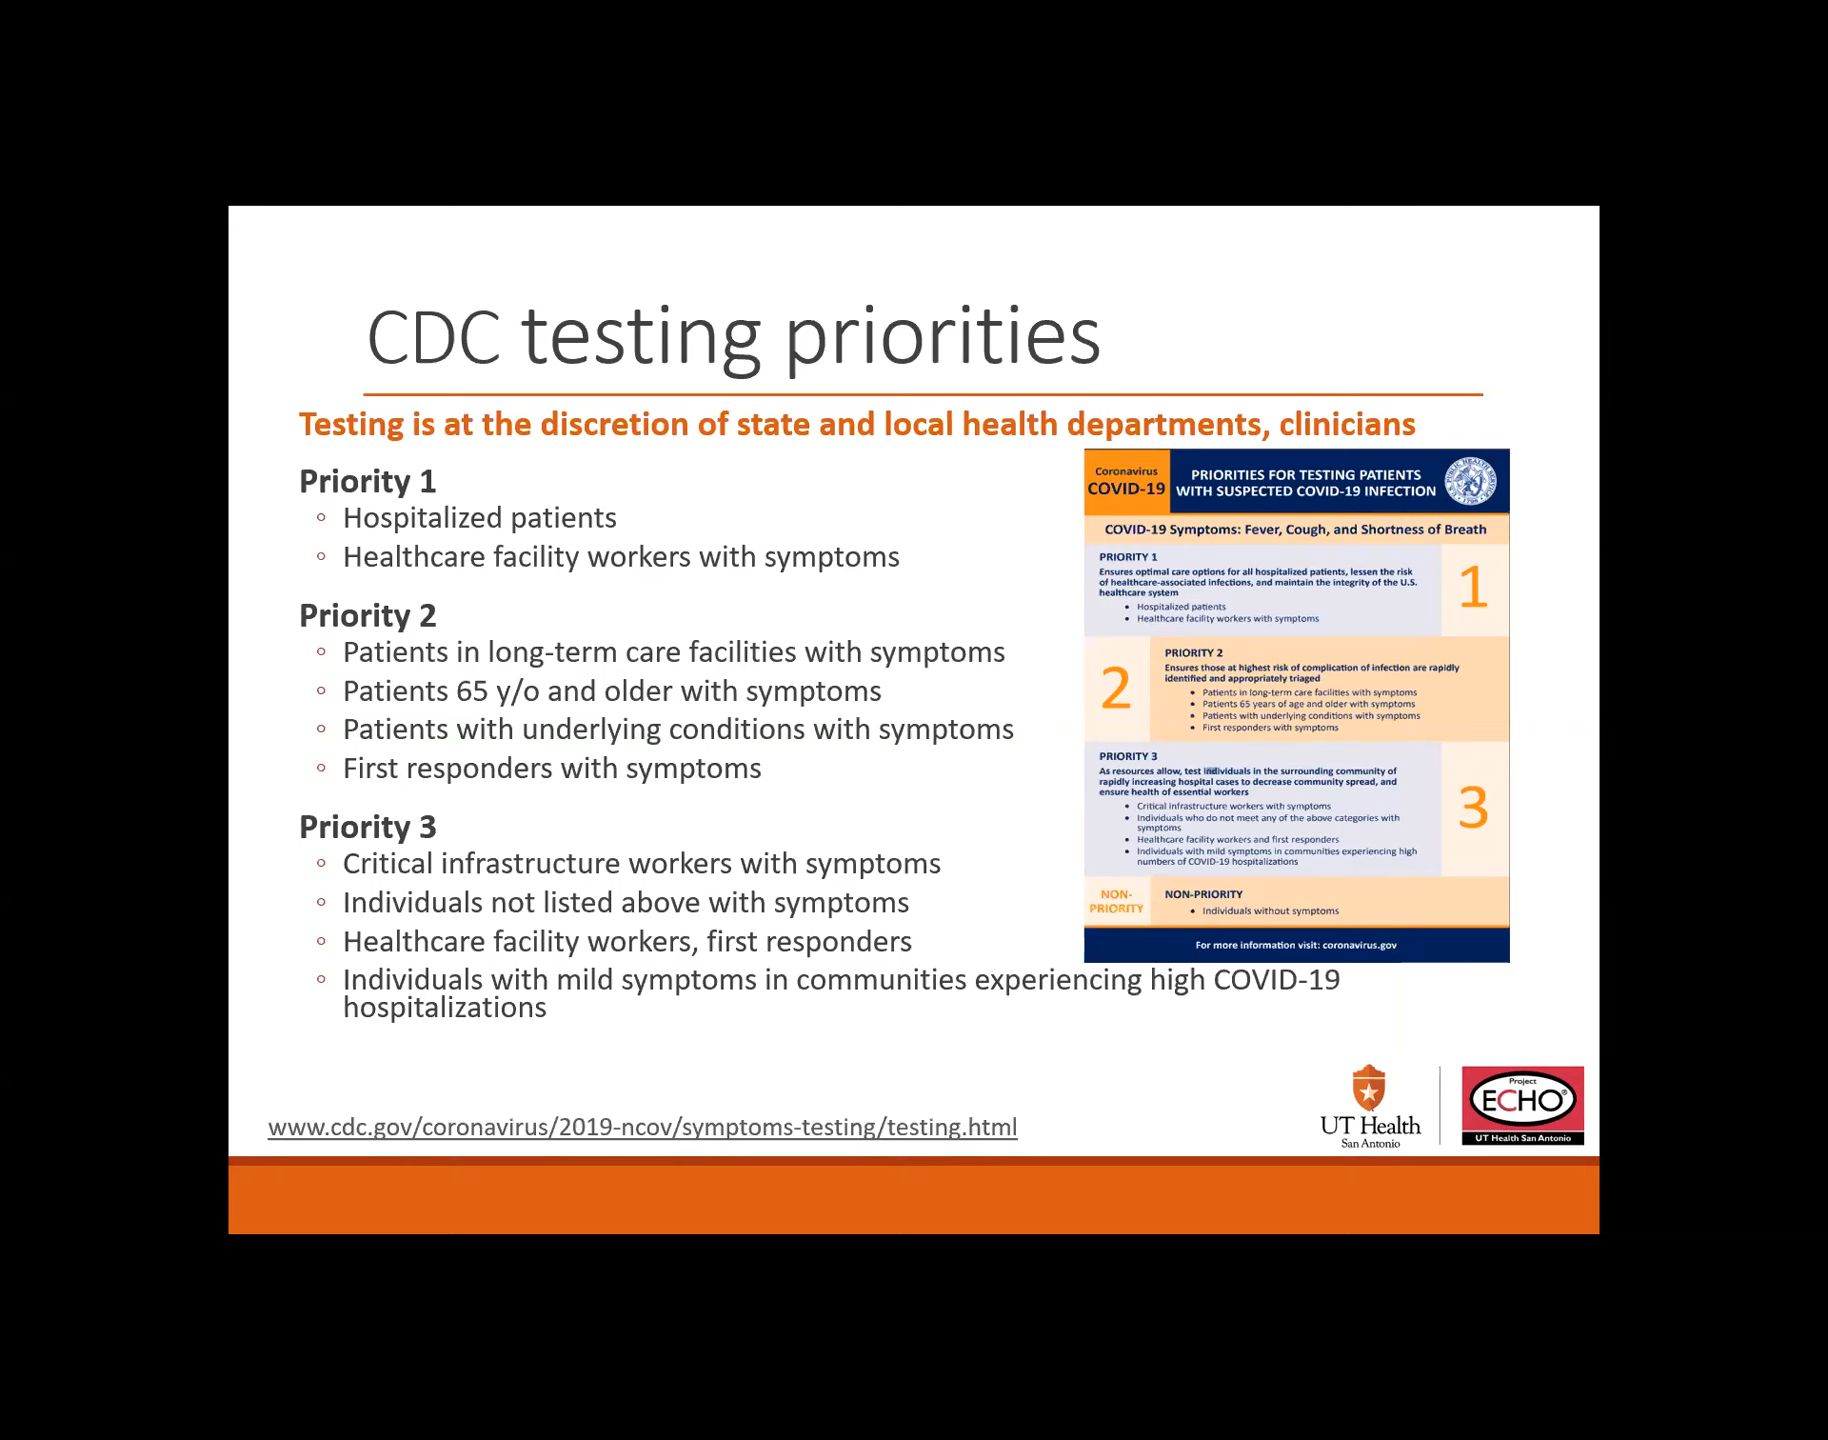 CDC testing priorities
Testing is at the discretion of state and local health departments, clinicians
Priority 1
◦ Hospitalized patients
◦ Healthcare facility workers with symptoms
Priority 2
◦ Patients in long-term care facilities with symptoms
◦ Patients 65 y/o and older with symptoms
◦ Patients with underlying conditions with symptoms
◦ First responders with symptoms
Priority 3
◦ Critical infrastructure workers with symptoms
◦ Individuals not listed above with symptoms
◦ Healthcare facility workers, first responders
◦ Individuals with mild symptoms in communities experiencing high COVID-19
hospitalizations
Coronavirus
COVID-19
PRIORITIES FOR TESTING PATIENTS
WITH SUSPECTED COVID-19 INFECTION
COVID-19 Symptoms: Fever, Cough, and Shortness of Breath
PRIORITY 1
Ensures optimal care options for all hospitalized patients, lessen the risk
of healthcare-associated infections, and maintain the integrity of the U.S.
healthcare system
• Hospitalized patients
• Healthcare facility workers with symptoms
1
2
PRIORITY 2
Ensures those at highest risk of complication of infection are rapidly
identified and appropriately triaged
• Patients in long-term care facilities with symptoms
• Patients 65 years of age and older with symptoms
• Patients with underlying conditions with symptoms
• First responders with symptoms
PRIORITY 3
As resources allow, test individuals in the surrounding community of
rapidly increasing hospital cases to decrease community spread, and
ensure health of essential workers
• Critical infrastructure workers with symptoms
• Individuals who do not meet any of the above categories with
symptoms
• Healthcare facility workers and first responders
• Individuals with mild symptoms in communities experiencing high
numbers of COVID-19 hospitalizations
3
NON-
PRIORITY
NON-PRIORITY
• Individuals without symptoms
For more information visit: coronavirus.gov
www.cdc.gov/coronavirus/2019-ncov/symptoms-testing/testing.html
UT Health
San Antonio
Project
ECHO®
UT Health San Antonio